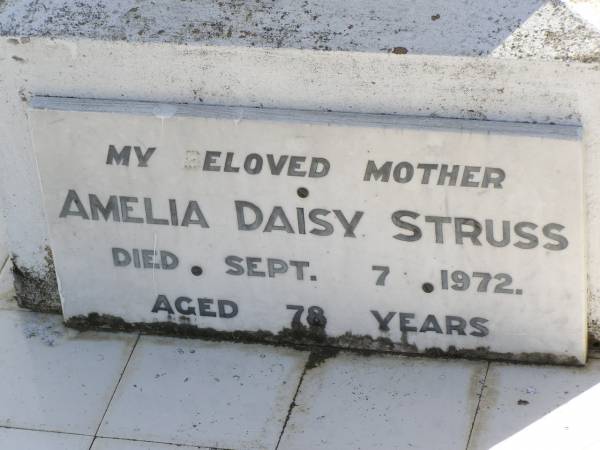 MY BELOVED MOTHER
AMELIA DAISY STRUSS
DIED SEPT. 7 1972.
AGED 78 YEARS